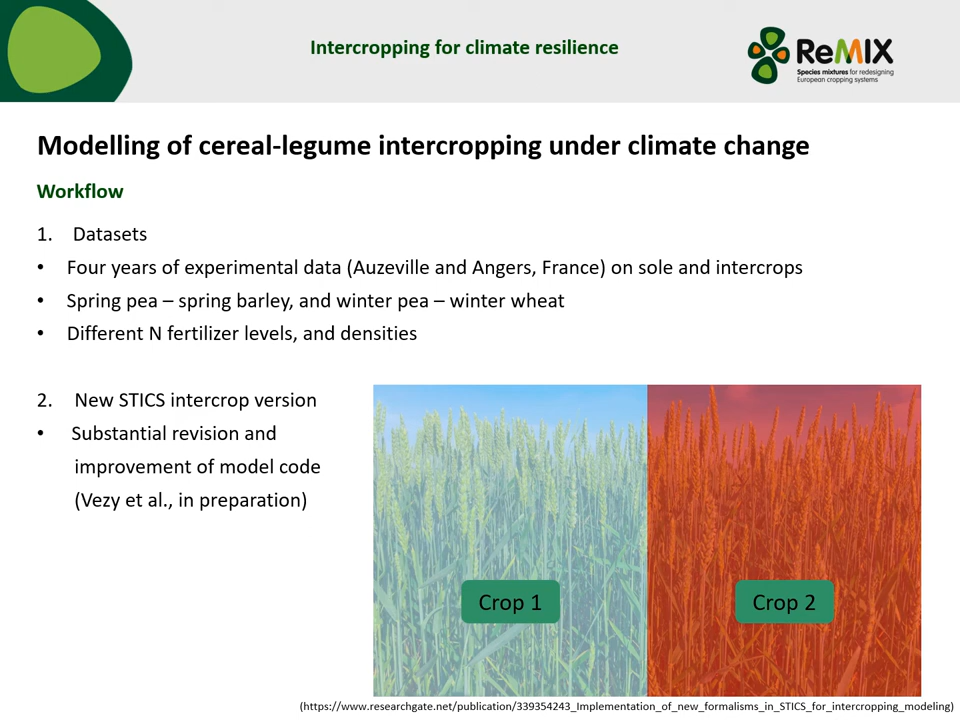 Intercropping for climate resilience
ReMIX
Species mixtures for redesigning
European cropping systems
Modelling of cereal-legume intercropping under climate change
Workflow
1. Datasets
• Four years of experimental data (Auzeville and Angers, France) on sole and intercrops
• Spring pea – spring barley, and winter pea – winter wheat
• Different N fertilizer levels, and densities
2. New STICS intercrop version
• Substantial revision and
improvement of model code
(Vezy et al., in preparation)
Crop 1
Crop 2
(https://www.researchgate.net/publication/339354243_Implementation_of_new_formalisms_in_STICS_for_intercropping_modeling)